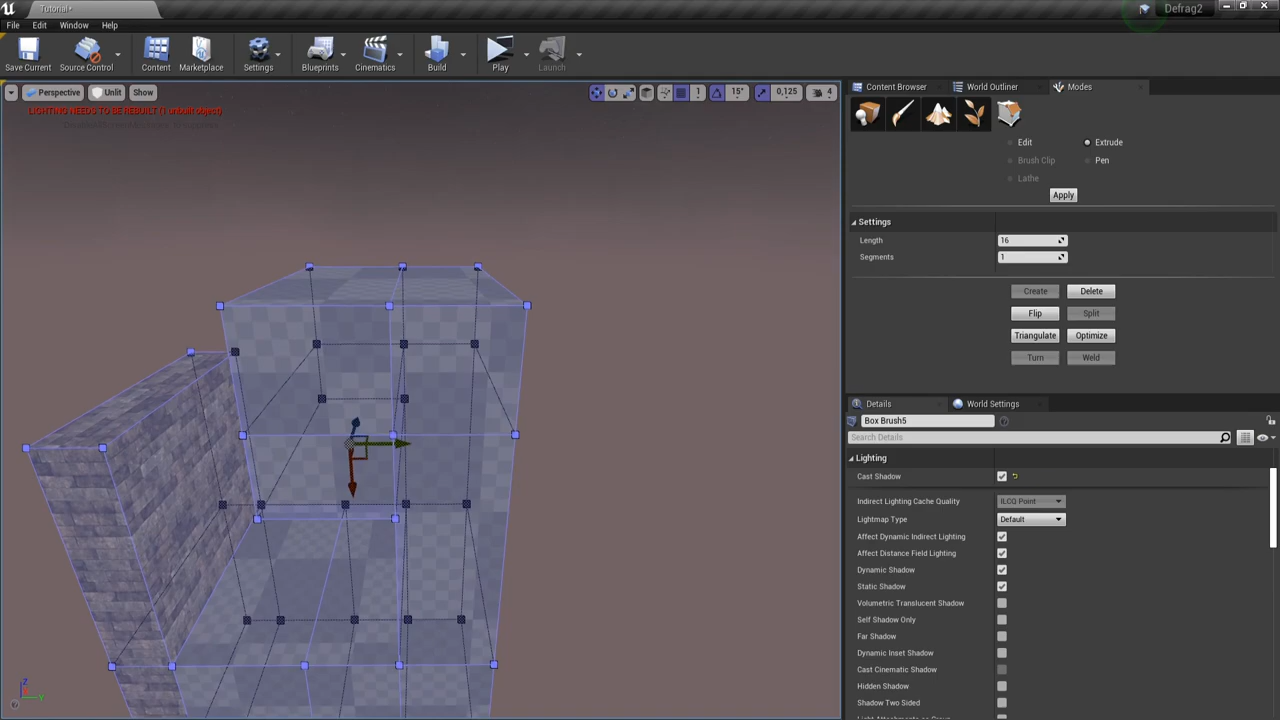 Tutorial*
Defrag2
File Edit Window Help
Save Current
Source Control
Content
Marketplace
Settings
Blueprints
Cinematics
Build
Play
Launch
Perspective
Unlit
Show
1
15°
0,125
4
LIGHTING NEEDS TO BE REBUILT (1 unbuilt object)
Content Browser
World Outliner
Modes
Edit
Extrude
Brush Clip
Pen
Lathe
Apply
Settings
Length
16
Segments
1
Create
Delete
Flip
Split
Triangulate
Optimize
Turn
Weld
Details
World Settings
Box Brush5
Search Details
Lighting
Cast Shadow
Indirect Lighting Cache Quality
ILCQ Point
Lightmap Type
Default
Affect Dynamic Indirect Lighting
Affect Distance Field Lighting
Dynamic Shadow
Static Shadow
Volumetric Translucent Shadow
Self Shadow Only
Far Shadow
Dynamic Inset Shadow
Cast Cinematic Shadow
Hidden Shadow
Shadow Two Sided
Z
Y